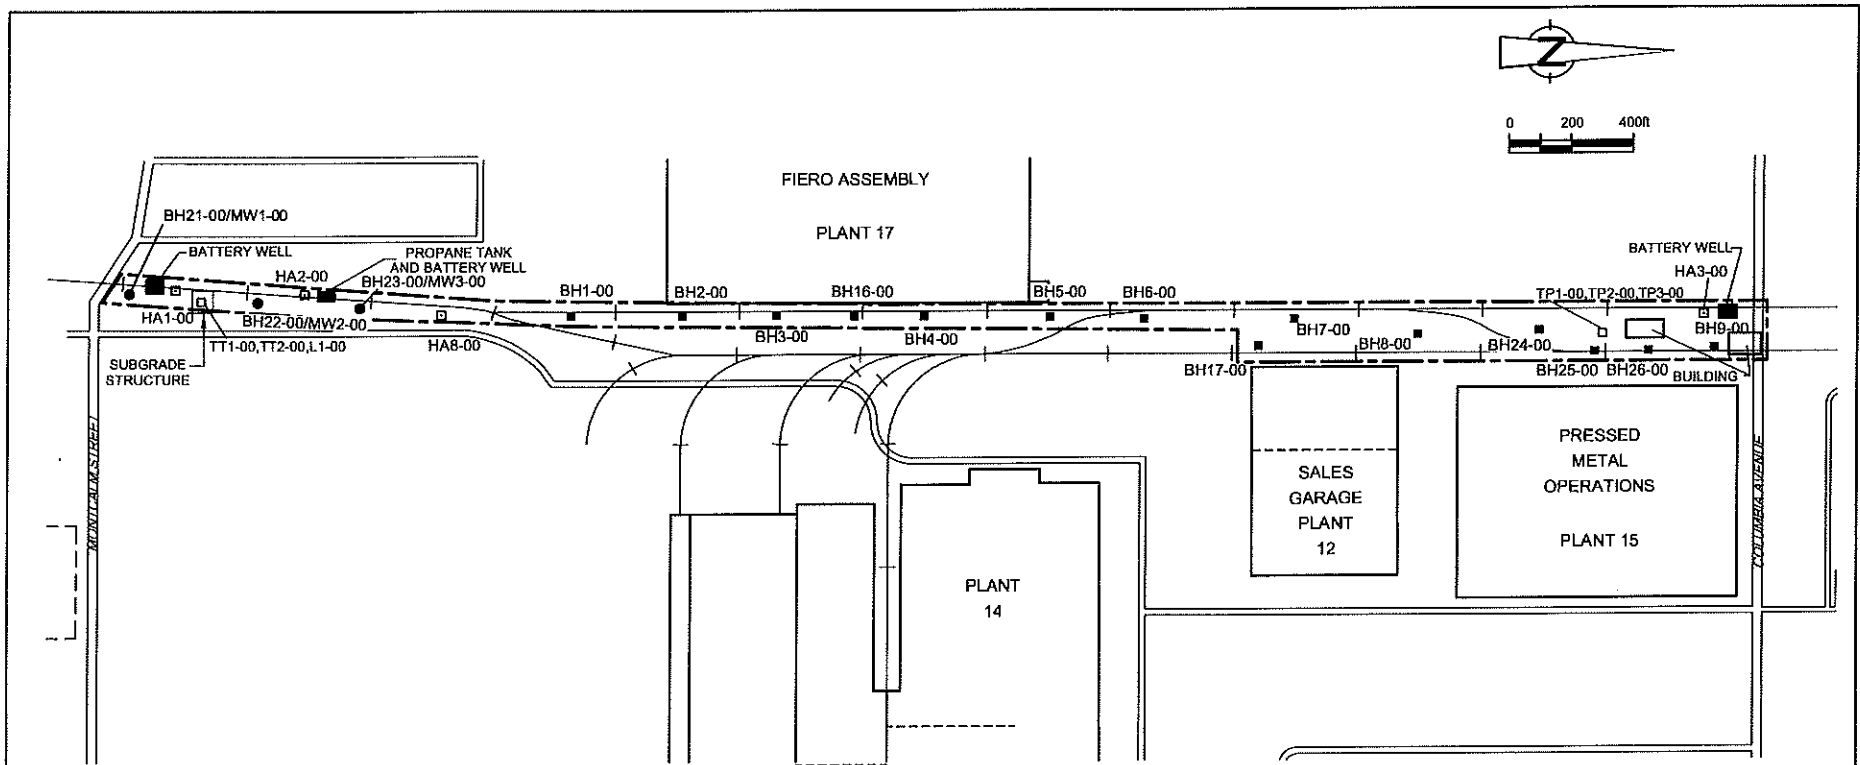 Z
0 200 400ft
FIERO ASSEMBLY
PLANT 17
BH21-00/MW1-00
BATTERY WELL
PROPANE TANK
AND BATTERY WELL
HA2-00
BH23-00/MW3-00
BH1-00
BH2-00
BH16-00
BH5-00
BH6-00
BATTERY WELL
HA3-00
TP1-00,TP2-00,TP3-00
HA1-00
BH22-00/MW2-00
TT1-00,TT2-00,L1-00
HA8-00
BH3-00
BH4-00
BH7-00
BH8-00
BH24-00
BH9-00
SUBGRADE
STRUCTURE
BH17-00
BH25-00
BH26-00
BUILDING
MONTCALM STREET
PLANT
14
SALES
GARAGE
PLANT
12
PRESSED
METAL
OPERATIONS
PLANT 15
COLUMBIA AVENUE